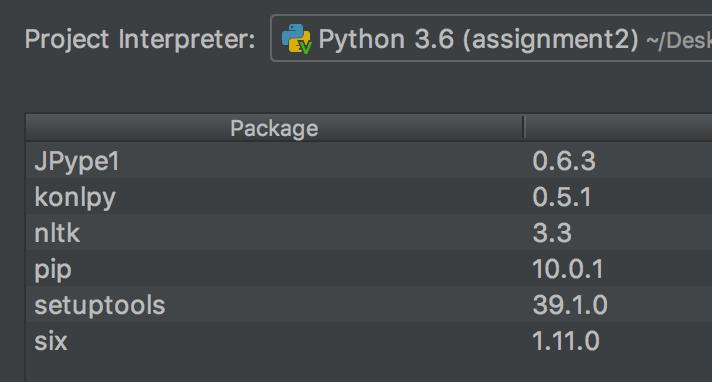 Project Interpreter: Python 3.6 (assignment2) ~/Desk
Package
JPype1 0.6.3
konlpy 0.5.1
nltk 3.3
pip 10.0.1
setuptools 39.1.0
six 1.11.0